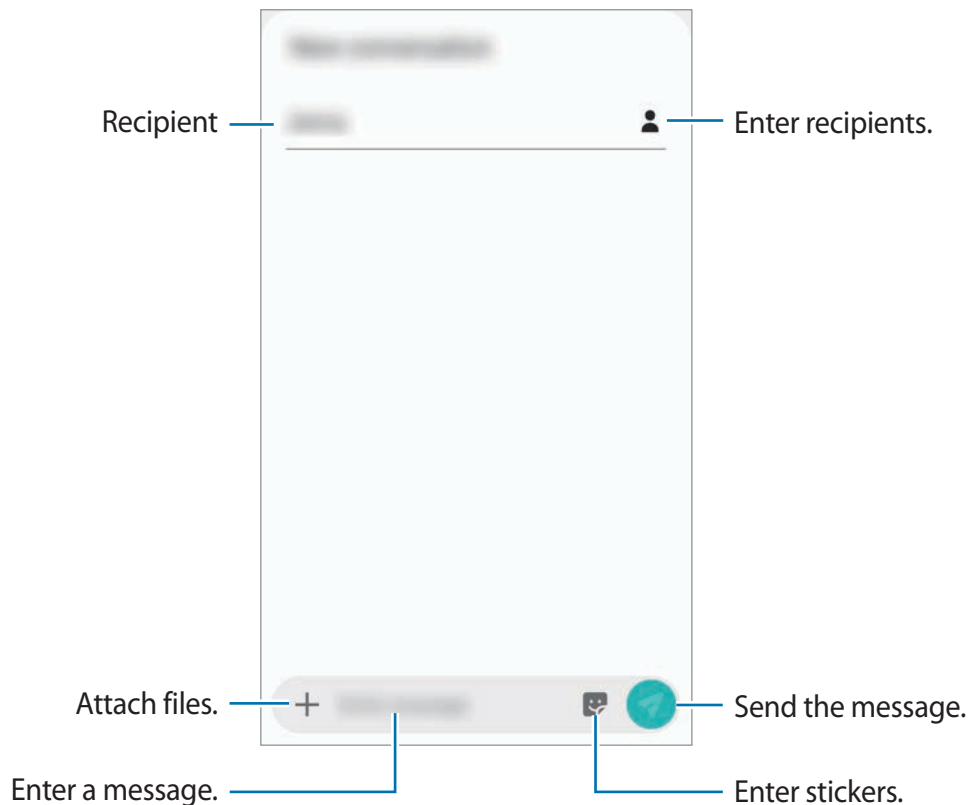 Recipient
Enter recipients.
Attach files.
Send the message.
Enter a message.
Enter stickers.